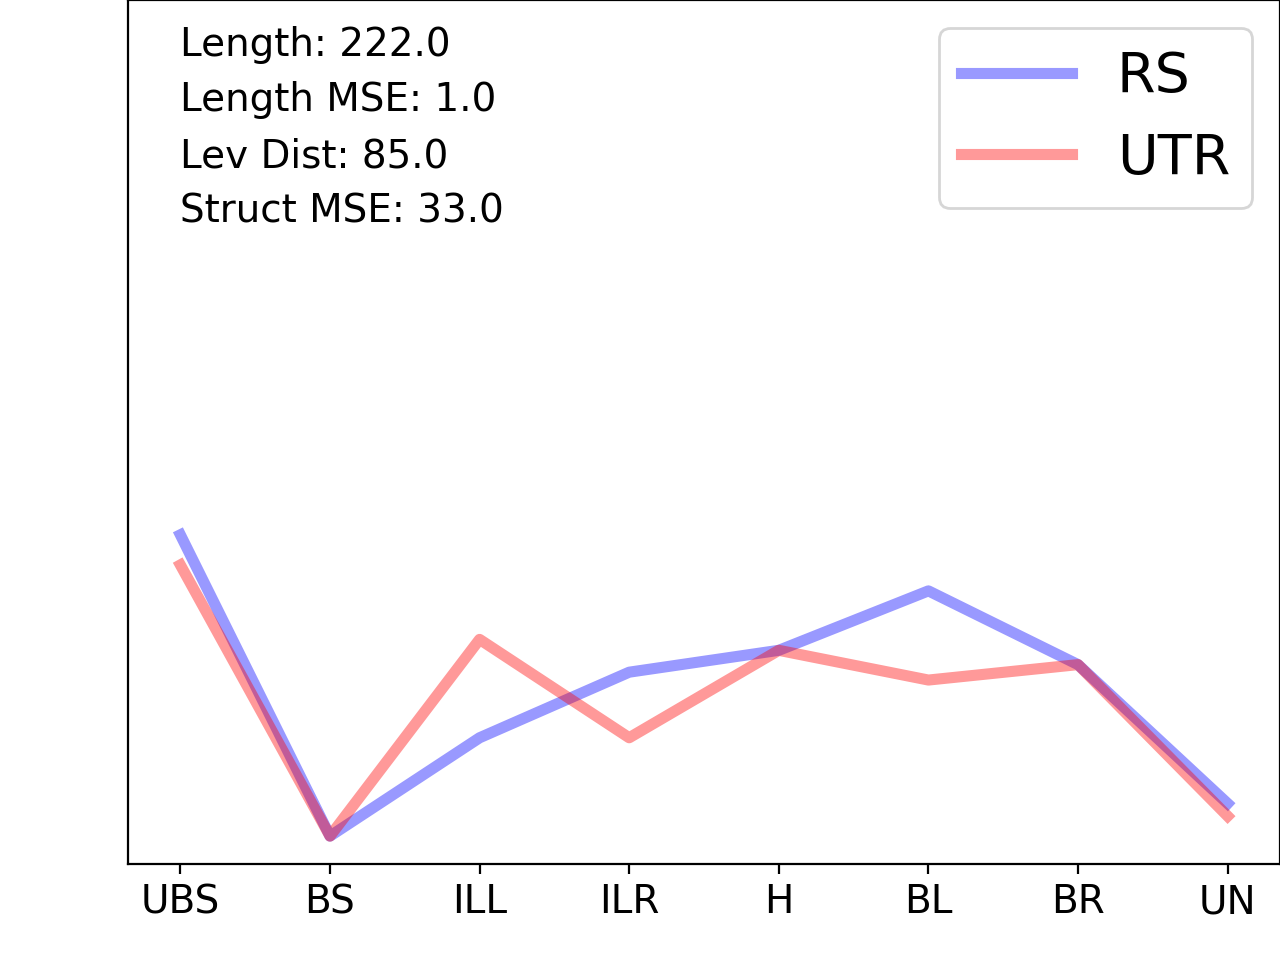 Length: 222.0
Length MSE: 1.0
Lev Dist: 85.0
Struct MSE: 33.0
RS
UTR
UBS BS ILL ILR H BL BR UN